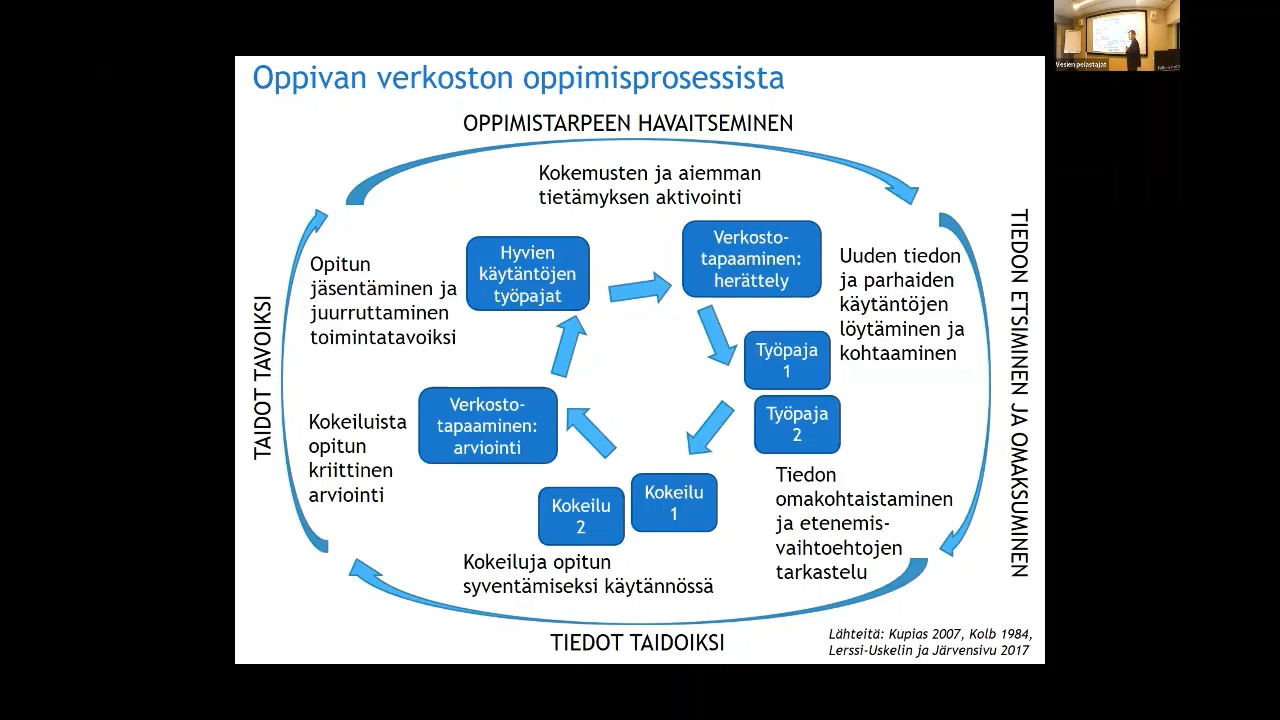 Oppivan verkoston oppimisprosessista
OPPIMISTARPEEN HAVAITSEMINEN
Kokemusten ja aiemman
tietämyksen aktivointi
Verkosto-
tapaaminen:
herättely
Uuden tiedon
ja parhaiden
käytäntöjen
löytäminen ja
kohtaaminen
TIEDON ETSIMINEN JA OMAKSUMINEN
Työpaja
1
Työpaja
2
Tiedon
omakohtaistaminen
ja etenemis-
vaihtoehtojen
tarkastelu
Kokeilu
1
Kokeilu
2
Kokeiluja opitun
syventämiseksi käytännössä
TIEDOT TAIDOIKSI
Verkosto-
tapaaminen:
arviointi
Kokeiluista
opitun
kriittinen
arviointi
TAIDOT TAVOIKSI
Hyvien
käytäntöjen
työpajat
Opitun
jäsentäminen ja
juurruttaminen
toimintatavoiksi
Lähteitä: Kupias 2007, Kolb 1984,
Lerssi-Uskelin ja Järvensivu 2017
Vesien pelastajat